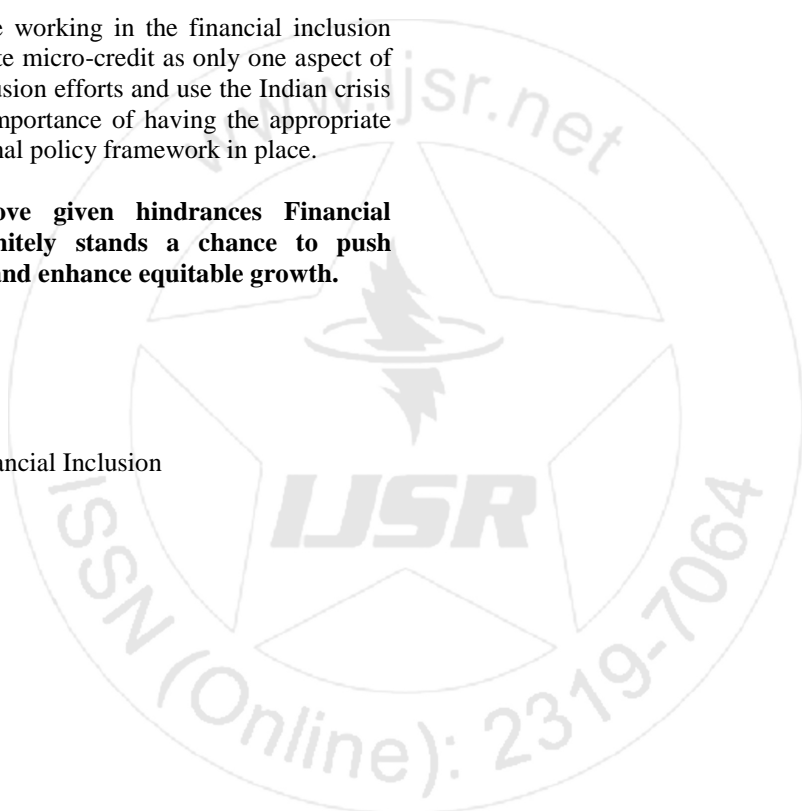 working in the financial inclusion
te micro-credit as only one aspect of
usion efforts and use the Indian crisis
mportance of having the appropriate
nal policy framework in place.
ove given hindrances Financial
nitely stands a chance to push
and enhance equitable growth.
ancial Inclusion
www.ijsr.net
IJSR
ISSN (Online): 2319-7064